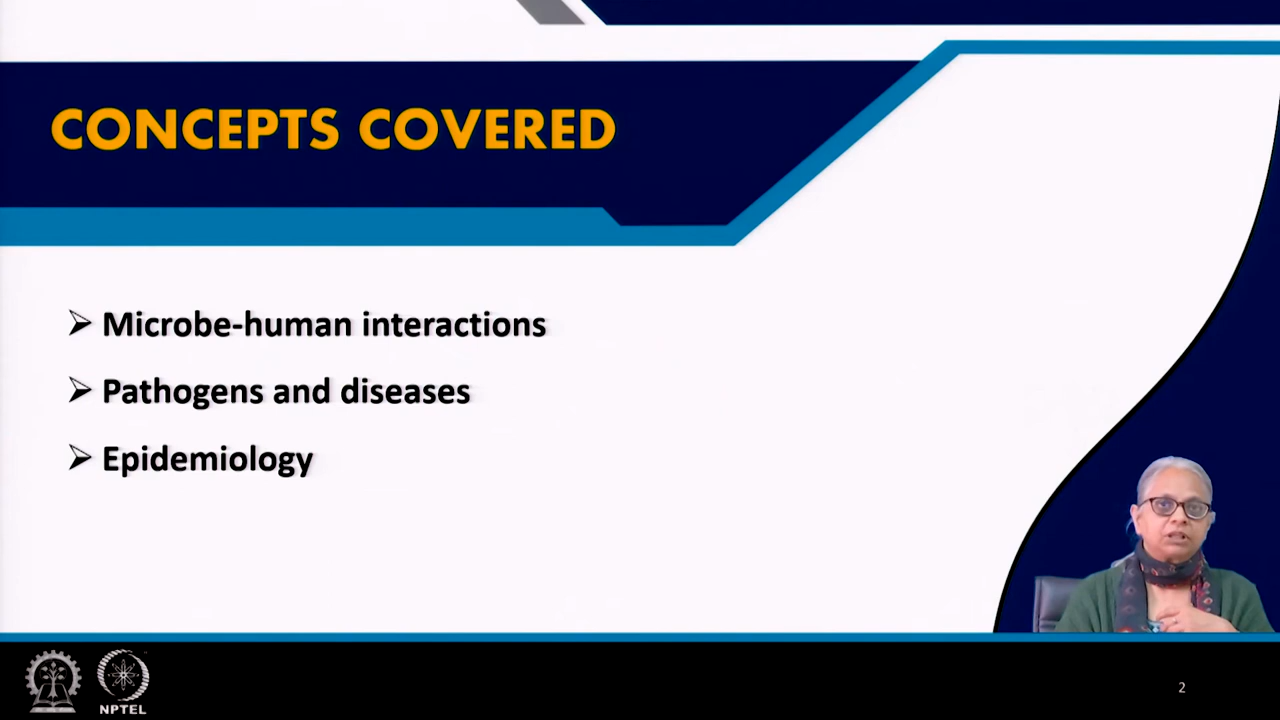 CONCEPTS COVERED
➢ Microbe-human interactions
➢ Pathogens and diseases
➢ Epidemiology
NPTEL
2